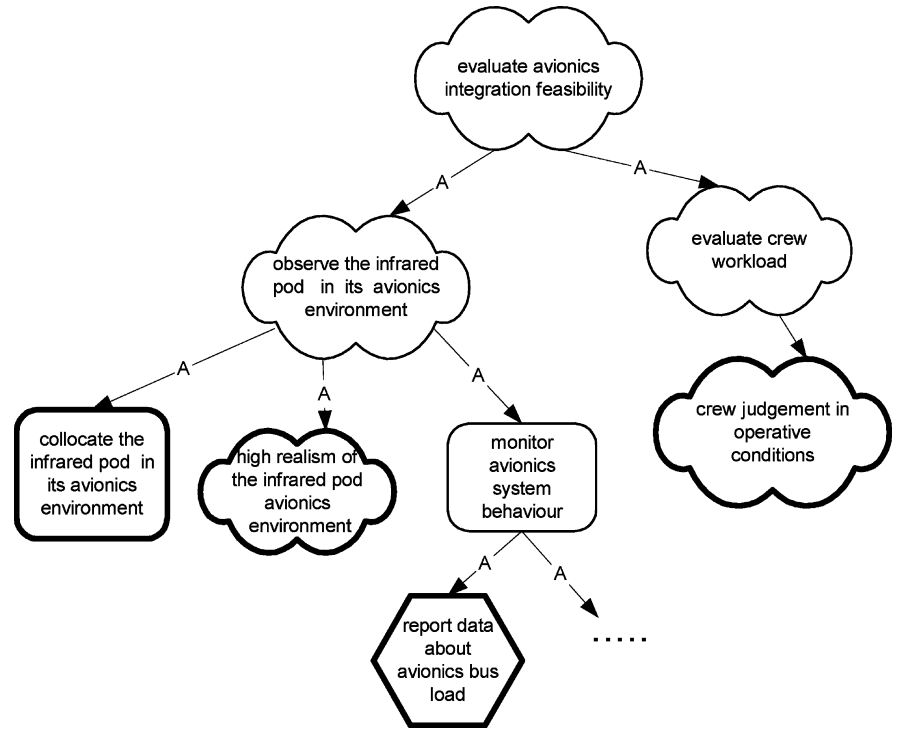 evaluate avionics
integration feasibility
A
A
observe the infrared
pod in its avionics
environment
evaluate crew
workload
A
A
A
collocate the
infrared pod in
its avionics
environment
high realism of
the infrared pod
avionics
environment
monitor
avionics
system
behaviour
crew judgement in
operative
conditions
A
A
report data
about
avionics bus
load
.....